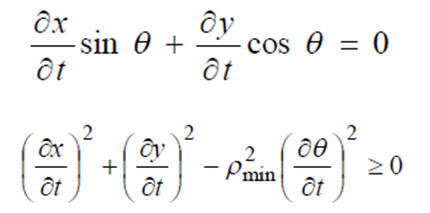 ∂x/∂t sin θ + ∂y/∂t cos θ = 0
(∂x/∂t)² + (∂y/∂t)² − ρ²min (∂θ/∂t)² ≥ 0